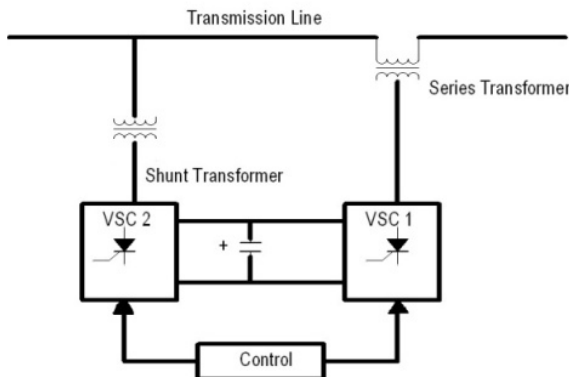 Transmission Line
Series Transformer
Shunt Transformer
VSC 2
VSC 1
+
Control